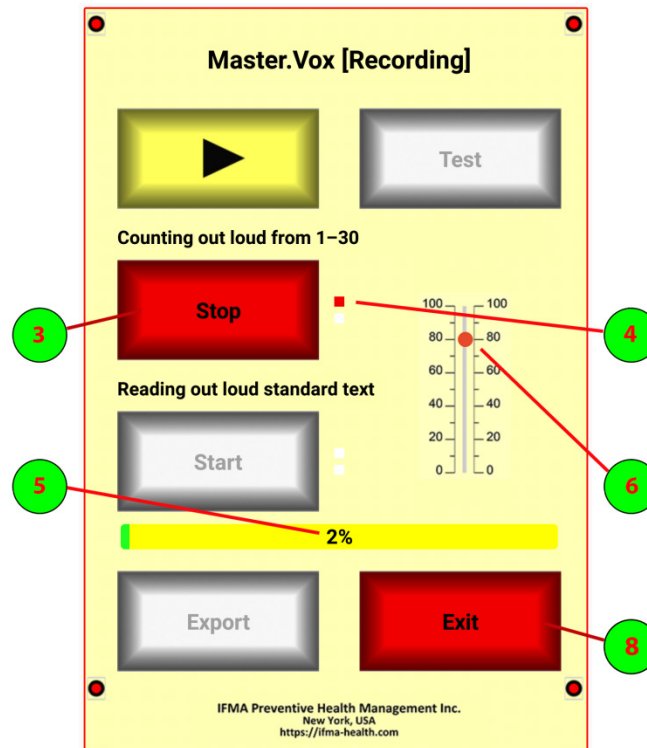 Master.Vox [Recording]
Test
Counting out loud from 1–30
Stop
3
4
100 100
80 80
60 60
40 40
20 20
0 0
6
Reading out loud standard text
Start
5
2%
Export
Exit
8
IFMA Preventive Health Management Inc.
New York, USA
https://ifma-health.com